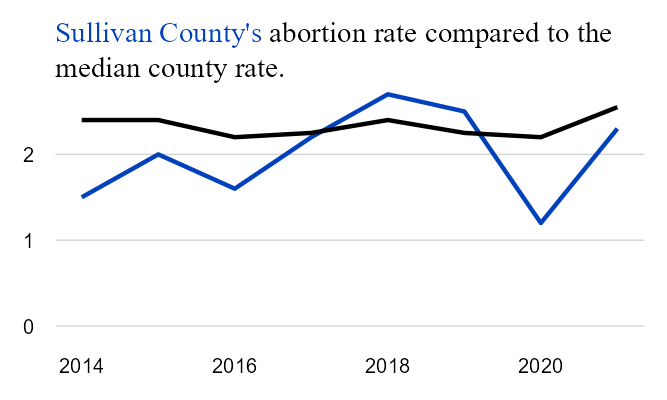 Sullivan County's abortion rate compared to the
median county rate.
2
1
0
2014 2016 2018 2020